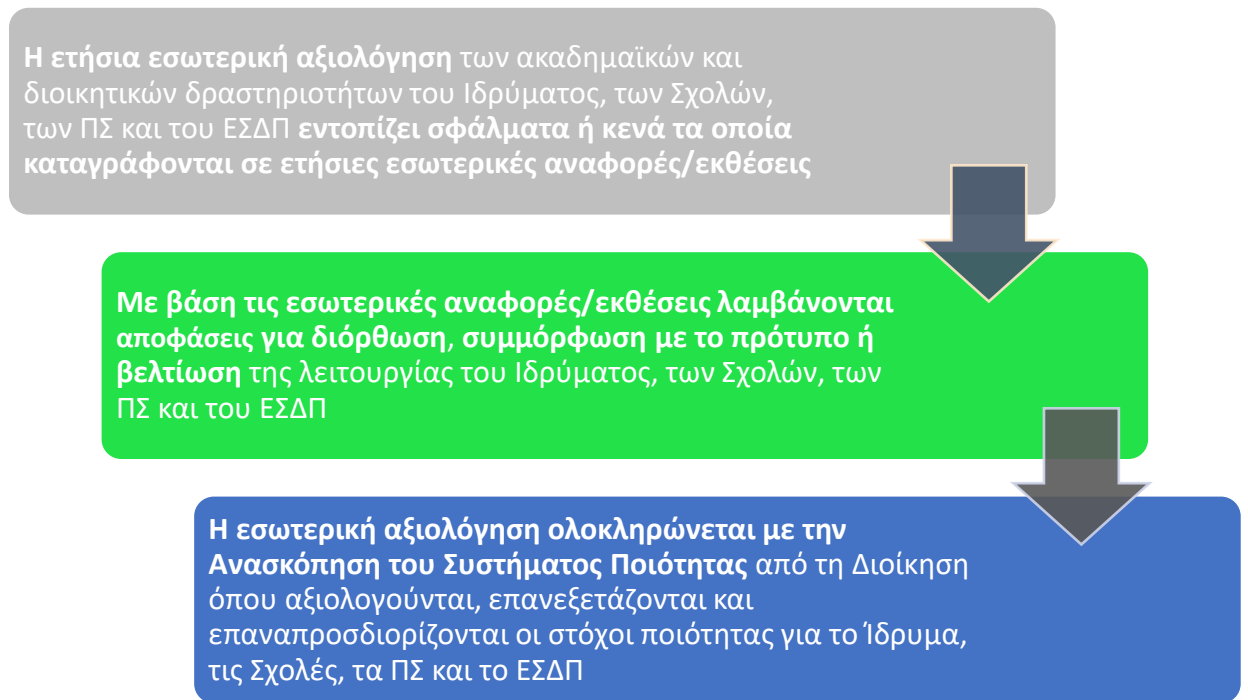 Η ετήσια εσωτερική αξιολόγηση των ακαδημαϊκών και
διοικητικών δραστηριοτήτων του Ιδρύματος, των Σχολών,
των ΠΣ και του ΕΣΔΠ εντοπίζει σφάλματα ή κενά τα οποία
καταγράφονται σε ετήσιες εσωτερικές αναφορές/εκθέσεις
Με βάση τις εσωτερικές αναφορές/εκθέσεις λαμβάνονται
αποφάσεις για διόρθωση, συμμόρφωση με το πρότυπο ή
βελτίωση της λειτουργίας του Ιδρύματος, των Σχολών, των
ΠΣ και του ΕΣΔΠ
Η εσωτερική αξιολόγηση ολοκληρώνεται με την
Ανασκόπηση του Συστήματος Ποιότητας από τη Διοίκηση
όπου αξιολογούνται, επανεξετάζονται και
επαναπροσδιορίζονται οι στόχοι ποιότητας για το Ίδρυμα,
τις Σχολές, τα ΠΣ και το ΕΣΔΠ